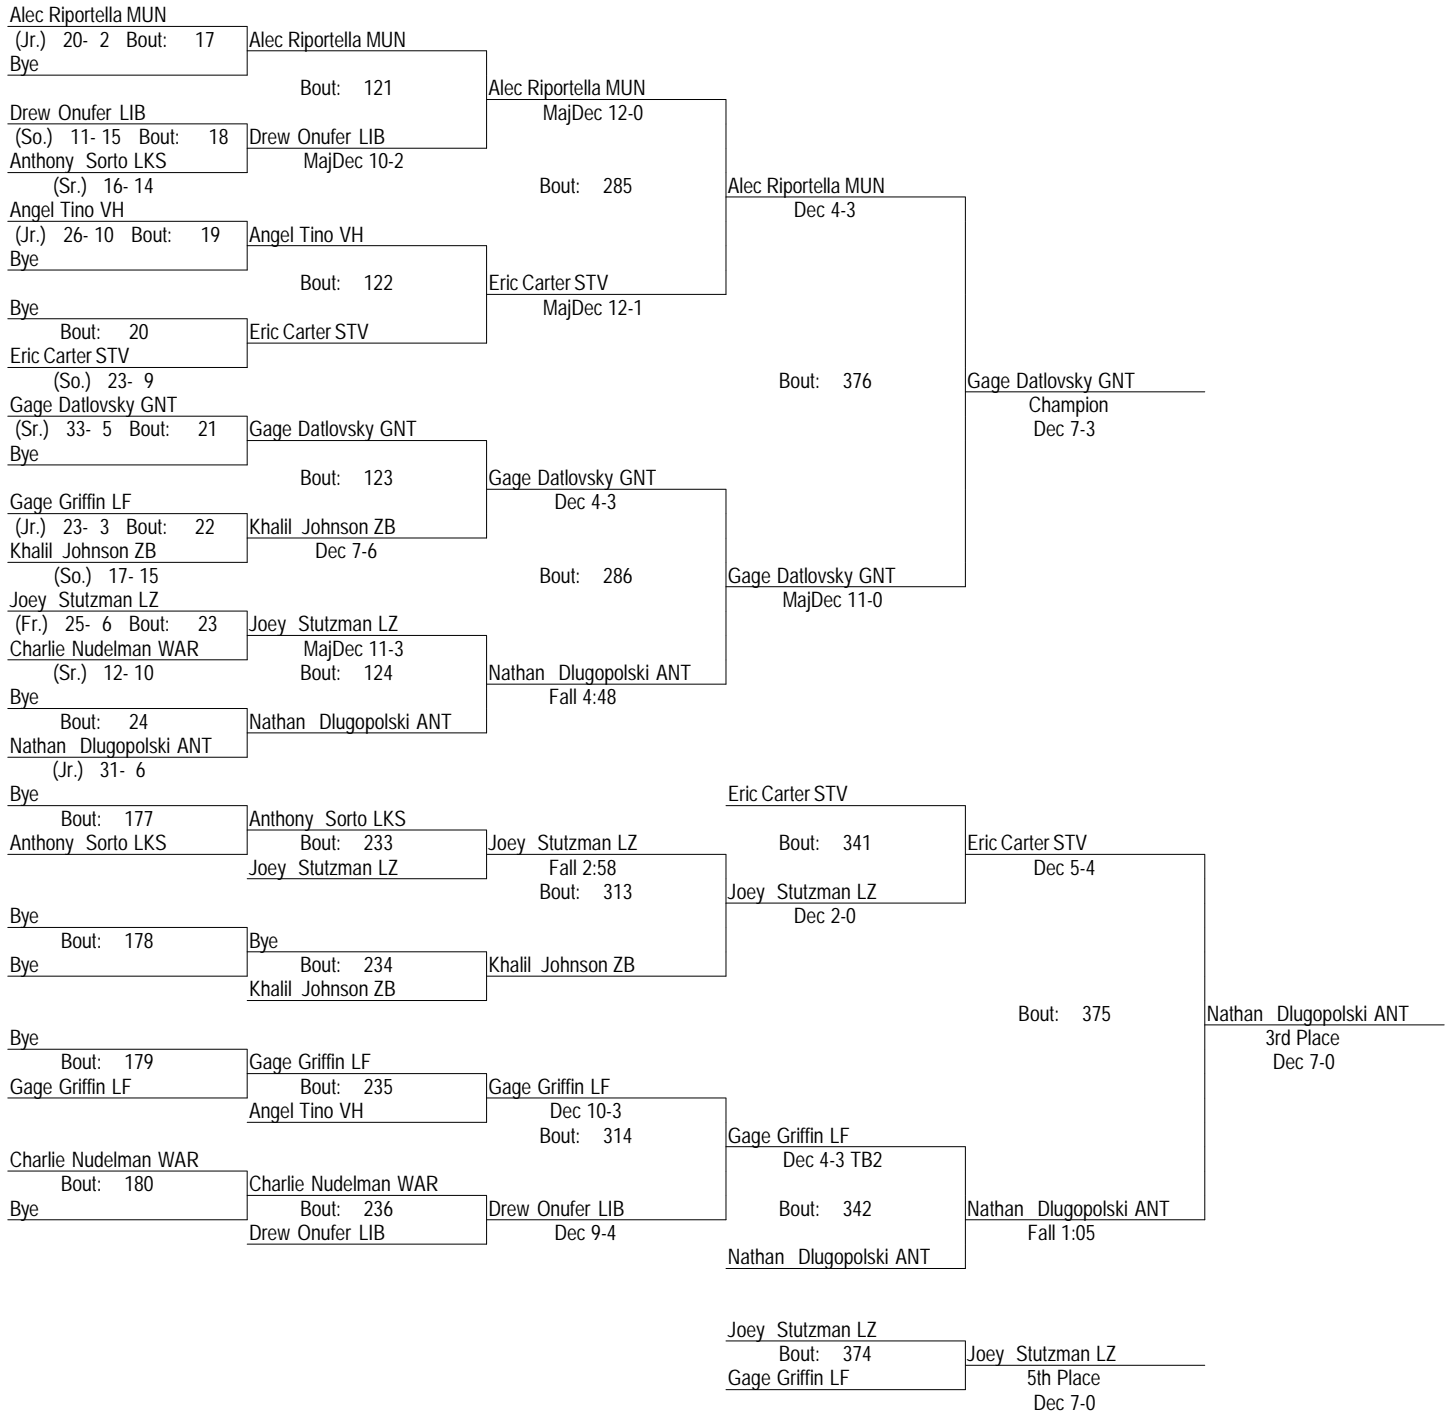 Alec Riportella MUN
(Jr.) 20- 2 Bout: 17 Alec Riportella MUN
Bye
Bout: 121 Alec Riportella MUN
Drew Onufer LIB MajDec 12-0
(So.) 11- 15 Bout: 18 Drew Onufer LIB
Anthony Sorto LKS MajDec 10-2
(Sr.) 16- 14 Bout: 285 Alec Riportella MUN
Angel Tino VH Dec 4-3
(Jr.) 26- 10 Bout: 19 Angel Tino VH
Bye
Bout: 122 Eric Carter STV
Bye MajDec 12-1
Bout: 20 Eric Carter STV
Eric Carter STV
(So.) 23- 9 Bout: 376 Gage Datlovsky GNT
Gage Datlovsky GNT Champion
(Sr.) 33- 5 Bout: 21 Gage Datlovsky GNT Dec 7-3
Bye
Bout: 123 Gage Datlovsky GNT
Gage Griffin LF Dec 4-3
(Jr.) 23- 3 Bout: 22 Khalil Johnson ZB
Khalil Johnson ZB Dec 7-6
(So.) 17- 15 Bout: 286 Gage Datlovsky GNT
Joey Stutzman LZ MajDec 11-0
(Fr.) 25- 6 Bout: 23 Joey Stutzman LZ
Charlie Nudelman WAR MajDec 11-3
(Sr.) 12- 10 Bout: 124 Nathan Dlugopolski ANT
Bye Fall 4:48
Bout: 24 Nathan Dlugopolski ANT
Nathan Dlugopolski ANT
(Jr.) 31- 6
Bye Eric Carter STV
Bout: 177 Anthony Sorto LKS
Anthony Sorto LKS Bout: 233 Joey Stutzman LZ Bout: 341 Eric Carter STV
Joey Stutzman LZ Fall 2:58 Dec 5-4
Bout: 313 Joey Stutzman LZ
Bye Dec 2-0
Bout: 178 Bye
Bye Bout: 234 Khalil Johnson ZB
Khalil Johnson ZB
Bout: 375 Nathan Dlugopolski ANT
Bye 3rd Place
Bout: 179 Gage Griffin LF Dec 7-0
Gage Griffin LF Bout: 235 Gage Griffin LF
Angel Tino VH Dec 10-3
Bout: 314 Gage Griffin LF
Charlie Nudelman WAR Dec 4-3 TB2
Bout: 180 Charlie Nudelman WAR
Bye Bout: 236 Drew Onufer LIB Bout: 342 Nathan Dlugopolski ANT
Drew Onufer LIB Dec 9-4 Fall 1:05
Nathan Dlugopolski ANT
Joey Stutzman LZ
Bout: 374 Joey Stutzman LZ
Gage Griffin LF 5th Place
Dec 7-0